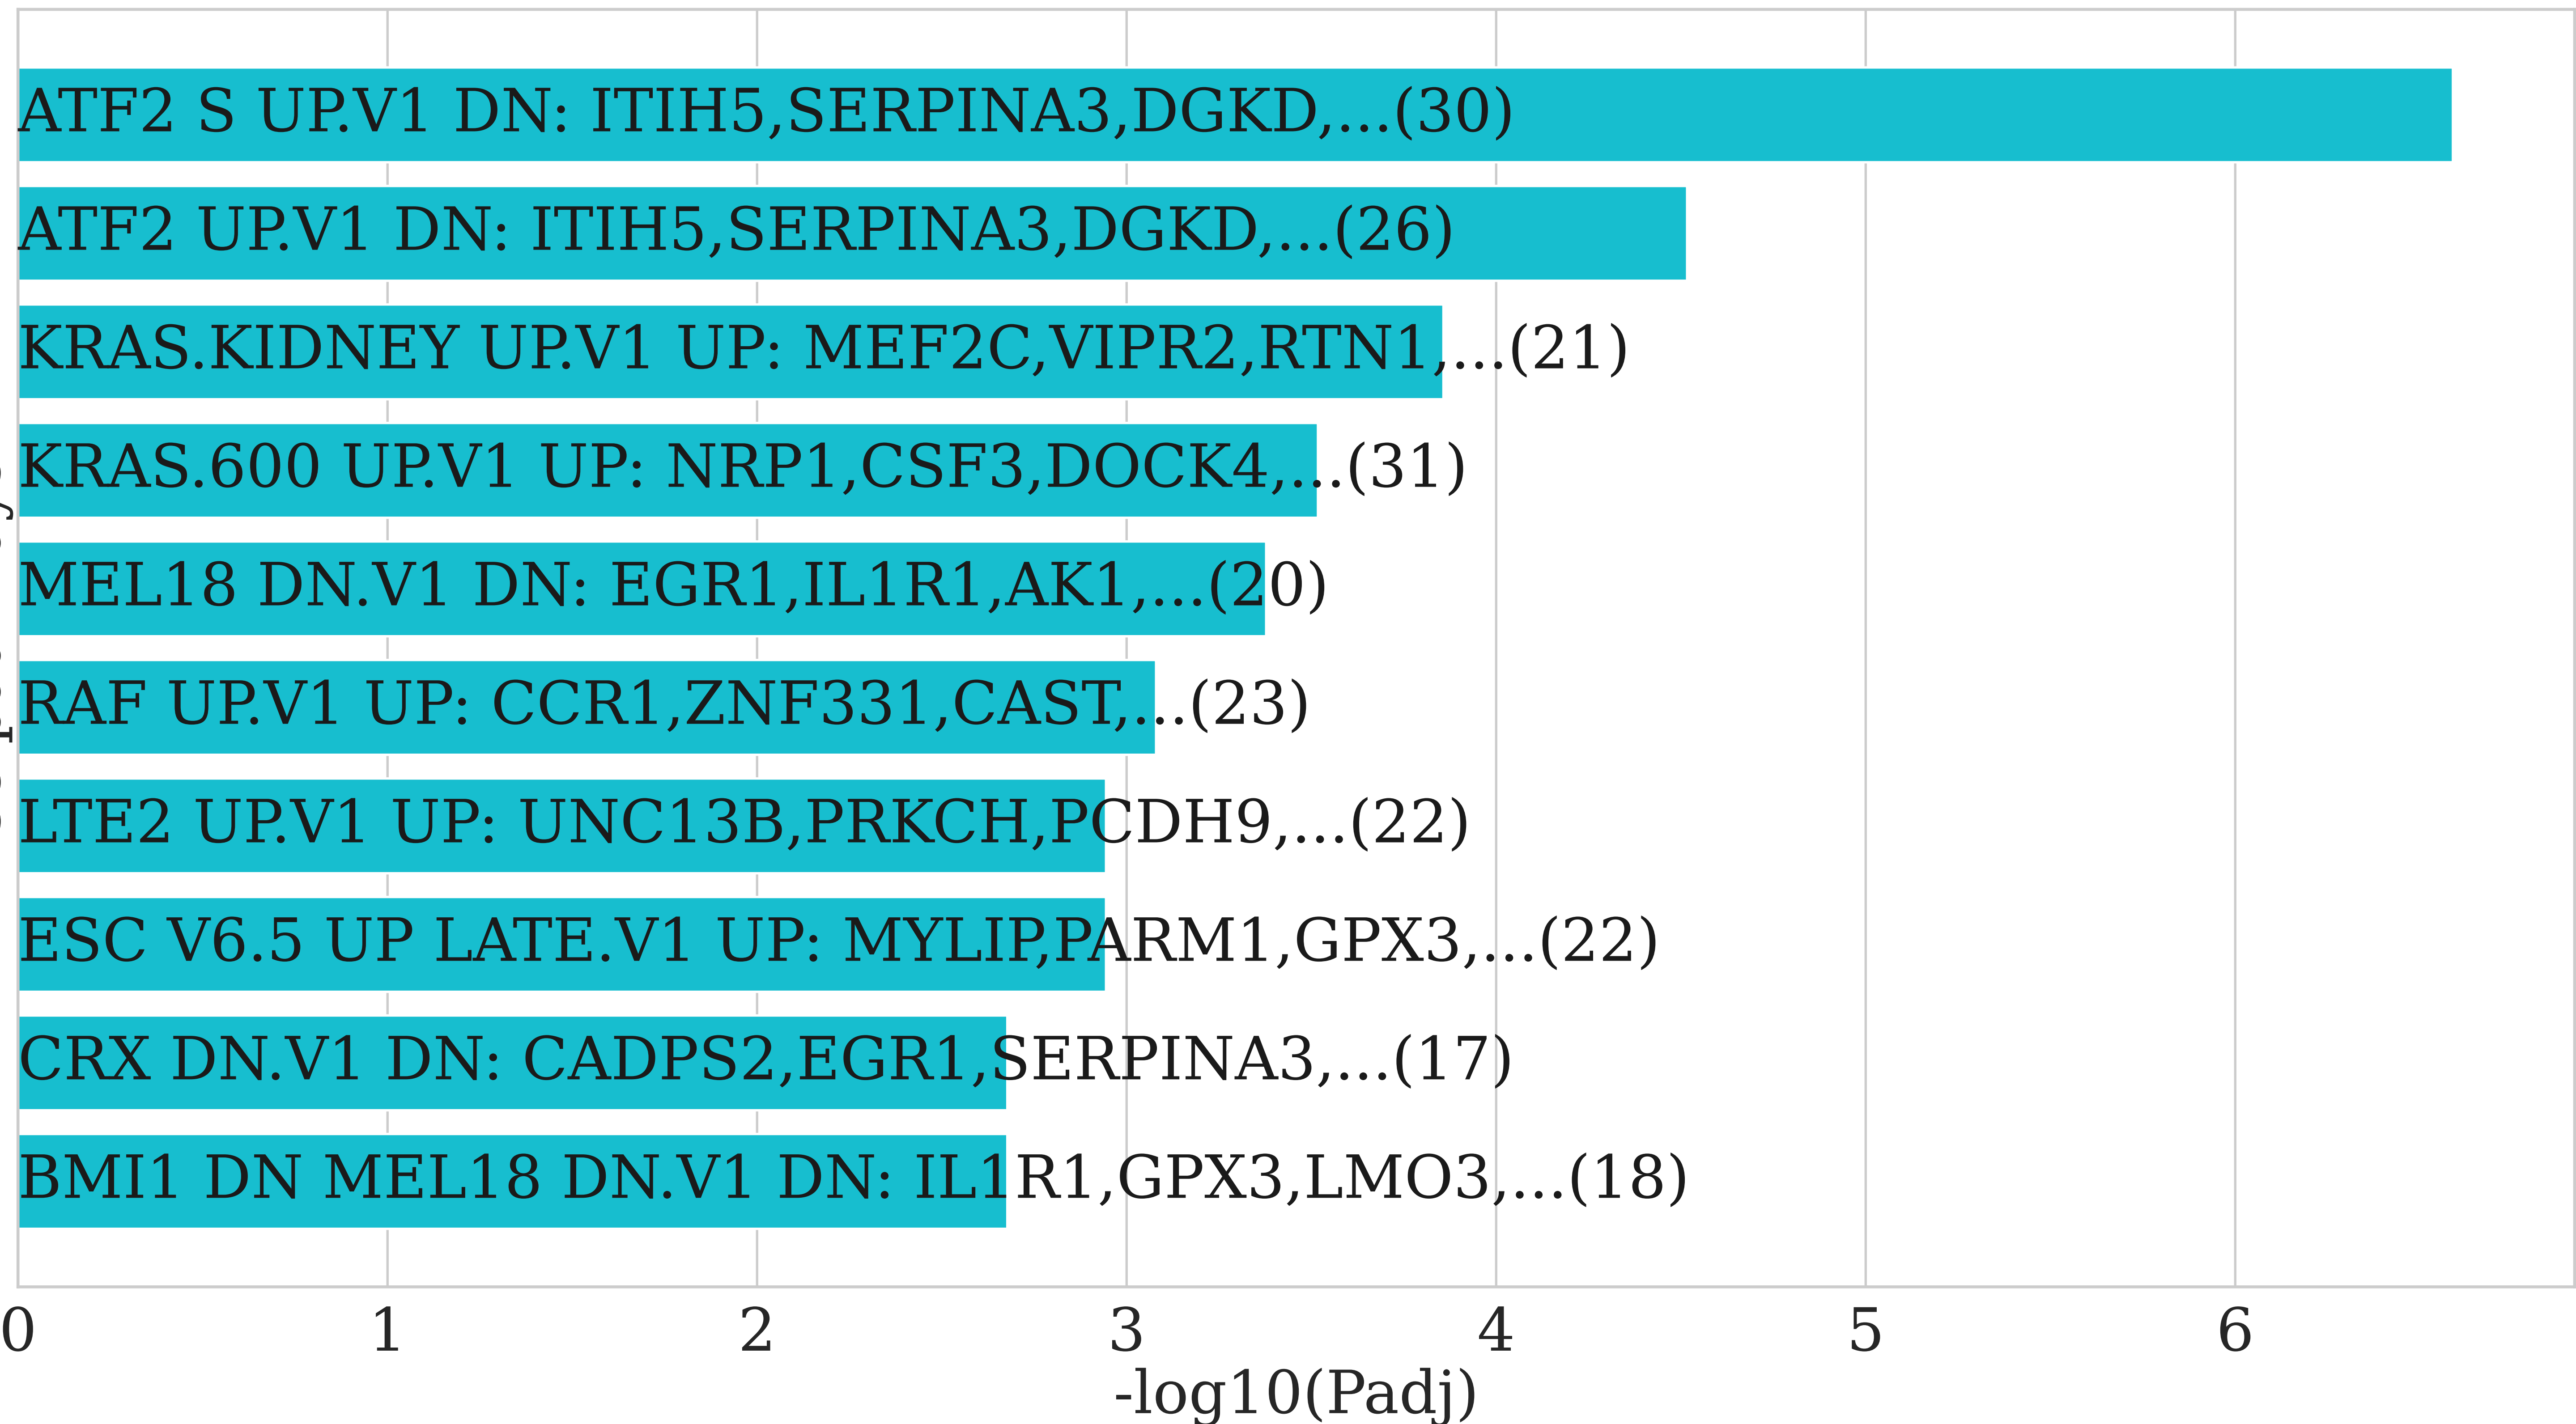 ATF2 S UP.V1 DN: ITIH5,SERPINA3,DGKD,...(30)
ATF2 UP.V1 DN: ITIH5,SERPINA3,DGKD,...(26)
KRAS.KIDNEY UP.V1 UP: MEF2C,VIPR2,RTN1,...(21)
KRAS.600 UP.V1 UP: NRP1,CSF3,DOCK4,...(31)
MEL18 DN.V1 DN: EGR1,IL1R1,AK1,...(20)
RAF UP.V1 UP: CCR1,ZNF331,CAST,...(23)
LTE2 UP.V1 UP: UNC13B,PRKCH,PCDH9,...(22)
ESC V6.5 UP LATE.V1 UP: MYLIP,PARM1,GPX3,...(22)
CRX DN.V1 DN: CADPS2,EGR1,SERPINA3,...(17)
BMI1 DN MEL18 DN.V1 DN: IL1R1,GPX3,LMO3,...(18)
0 1 2 3 4 5 6
-log10(Padj)